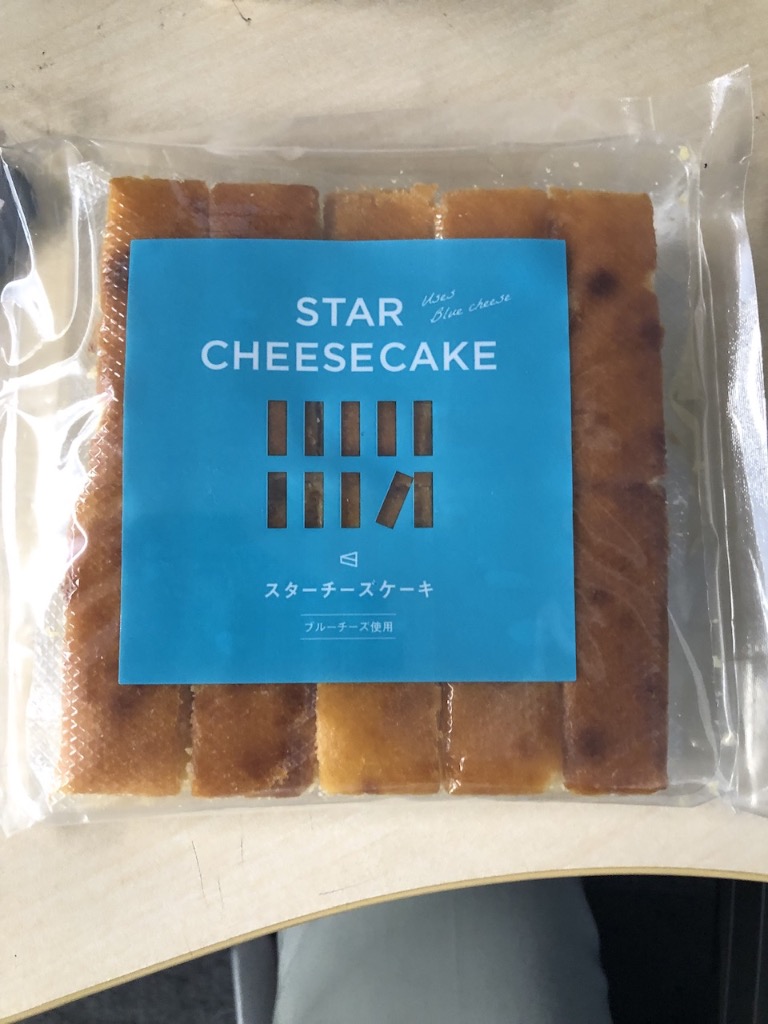 STAR
Uses
Blue cheese
CHEESECAKE
スターチーズケーキ
ブルーチーズ使用